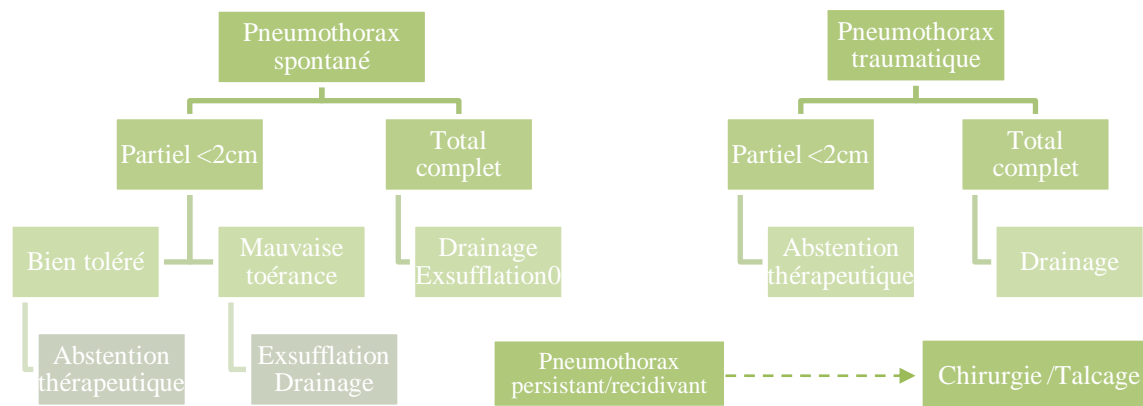 Pneumothorax
spontané
Partiel <2cm
Total
complet
Bien toléré
Mauvaise
toérance
Drainage
Exsufflation0
Abstention
thérapeutique
Exsufflation
Drainage
Pneumothorax
traumatique
Partiel <2cm
Total
complet
Abstention
thérapeutique
Drainage
Pneumothorax
persistant/recidivant
Chirurgie /Talcage